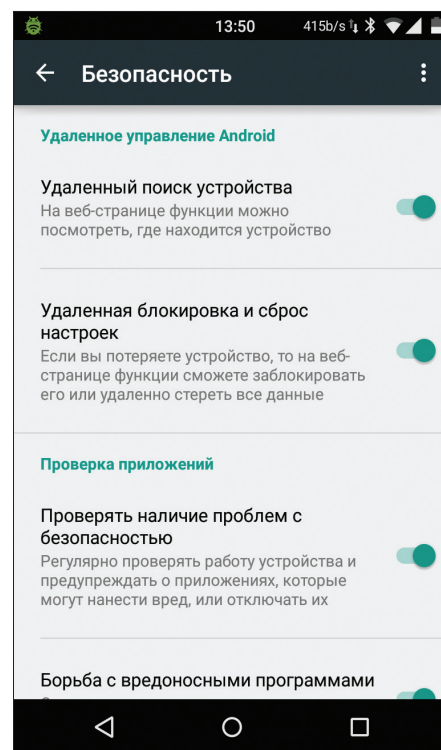 13:50 415b/s
Безопасность
Удаленное управление Android
Удаленный поиск устройства
На веб-странице функции можно
посмотреть, где находится устройство
Удаленная блокировка и сброс
настроек
Если вы потеряете устройство, то на веб-
странице функции сможете заблокировать
его или удаленно стереть все данные
Проверка приложений
Проверять наличие проблем с
безопасностью
Регулярно проверять работу устройства и
предупреждать о приложениях, которые
могут нанести вред, или отключать их
Борьба с вредоносными программами